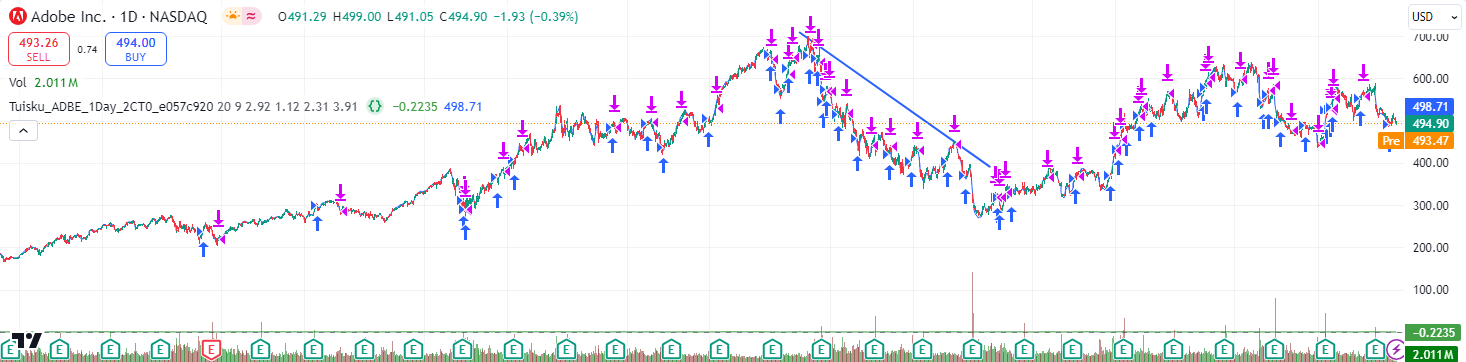 Adobe Inc. · 1D · NASDAQ O491.29 H499.00 L491.05 C494.90 −1.93 (−0.39%)
USD
493.26
SELL
0.74
494.00
BUY
Vol 2.011M
Tuisku_ADBE_1Day_2CT0_e057c920 20 9 2.92 1.12 2.31 3.91 {} −0.2235 498.71
700.00
600.00
498.71
494.90
Pre 493.47
400.00
300.00
200.00
100.00
−0.2235
2.011M
E E E E E E E E E E E E E E E E E E E E E E E E E E E E